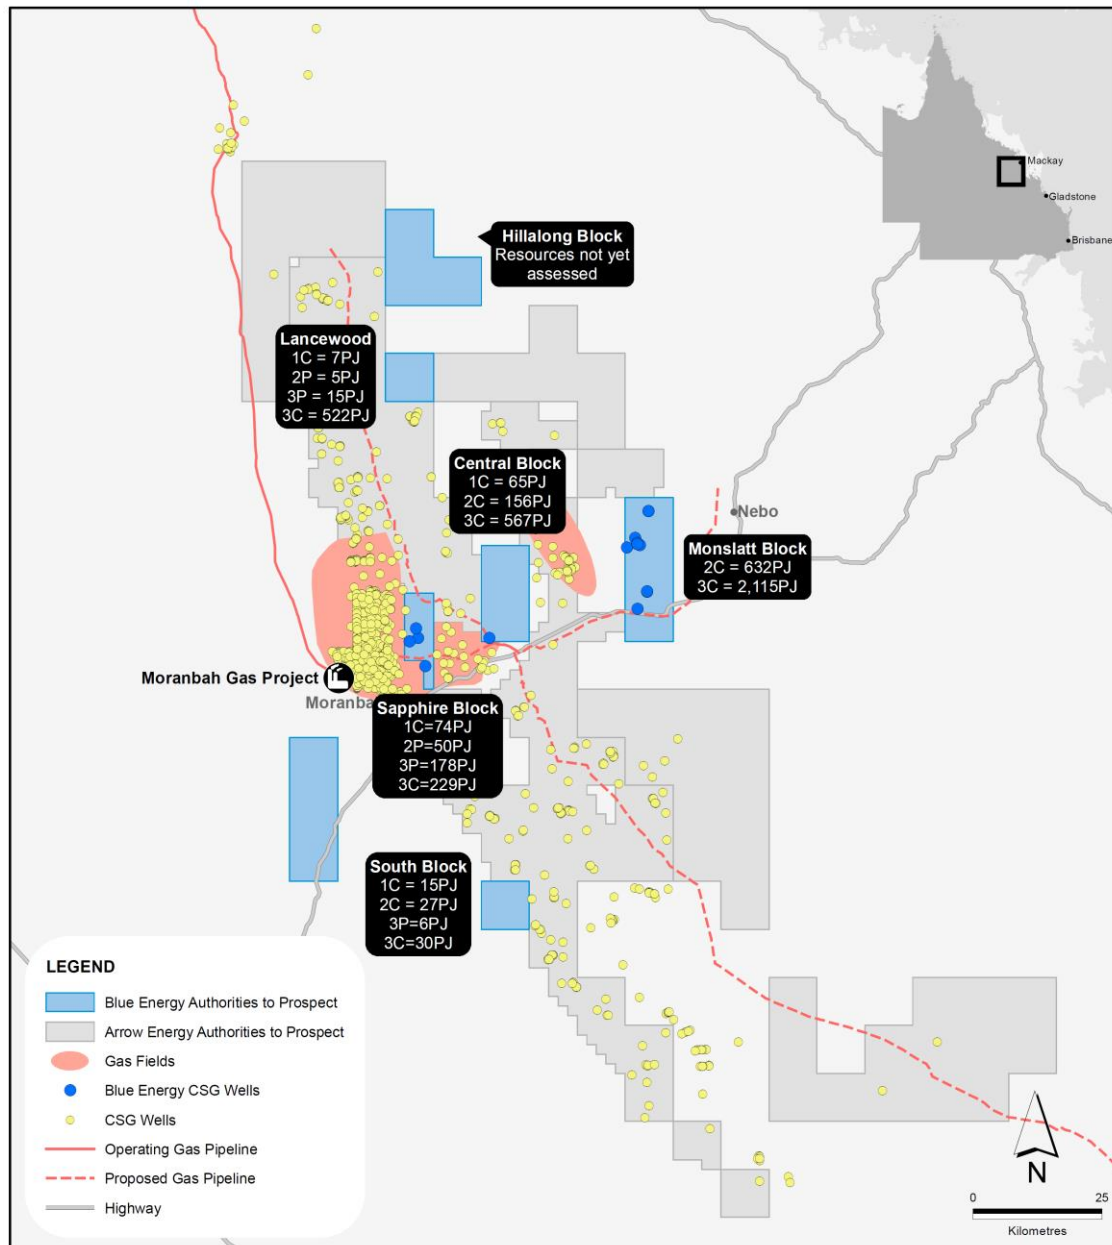 Mackay
Gladstone
Brisbane
Hillalong Block
Resources not yet
assessed
Lancewood
1C = 7PJ
2P = 5PJ
3P = 15PJ
3C = 522PJ
Central Block
1C = 65PJ
2C = 156PJ
3C = 567PJ
Nebo
Monslatt Block
2C = 632PJ
3C = 2,115PJ
Moranbah Gas Project
Moranba
Sapphire Block
1C=74PJ
2P=50PJ
3P=178PJ
3C=229PJ
South Block
1C = 15PJ
2C = 27PJ
3P=6PJ
3C=30PJ
LEGEND
Blue Energy Authorities to Prospect
Arrow Energy Authorities to Prospect
Gas Fields
Blue Energy CSG Wells
CSG Wells
Operating Gas Pipeline
Proposed Gas Pipeline
Highway
N
0 25
Kilometres